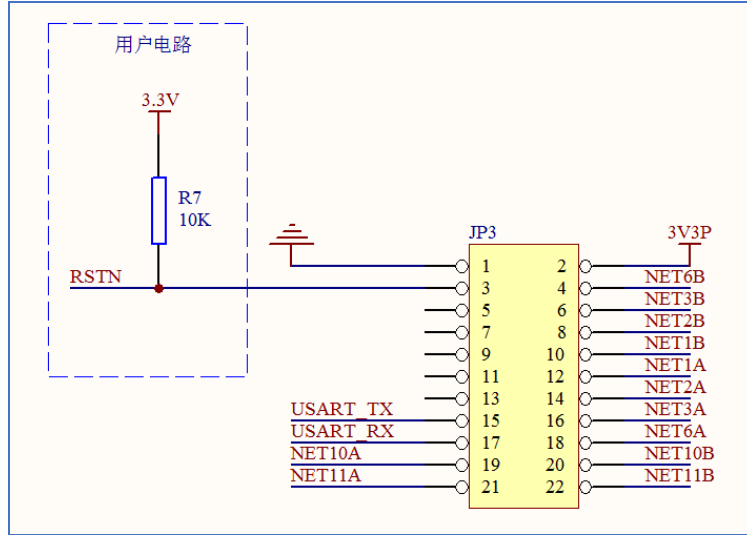 用户电路
3.3V
R7
10K
RSTN
JP3
3V3P
1 2
3 4 NET6B
5 6 NET3B
7 8 NET2B
9 10 NET1B
11 12 NET1A
13 14 NET2A
USART_TX 15 16 NET3A
USART_RX 17 18 NET6A
NET10A 19 20 NET10B
NET11A 21 22 NET11B